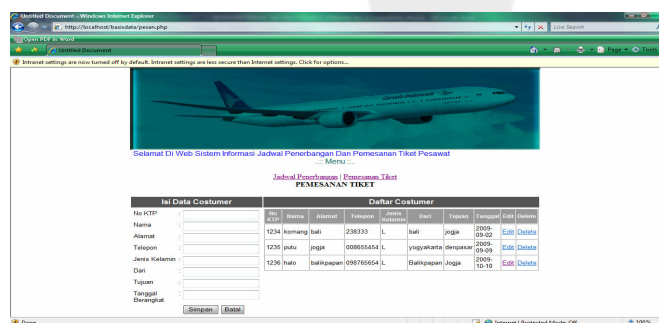 Untitled Document - Windows Internet Explorer
http://localhost/basisdata/pesan.php
Live Search
Open PDF in Word
Untitled Document
Page Tools
Intranet settings are now turned off by default. Intranet settings are less secure than Internet settings. Click for options...
Selamat Di Web Sistem Informasi Jadwal Penerbangan Dan Pemesanan Tiket Pesawat
..:: Menu ::..
Jadwal Penerbangan | Pemesanan Tiket
PEMESANAN TIKET
Isi Data Costumer
No KTP :
Nama :
Alamat :
Telepon :
Jenis Kelamin :
Dari :
Tujuan :
Tanggal Berangkat :
Simpan Batal
Daftar Costumer
No KTP Nama Alamat Telepon Jenis Kelamin Dari Tujuan Tanggal Edit Delete
1234 komang bali 238333 L bali jogja 2009-09-02 Edit Delete
1235 putu jogja 008655454 L yogyakarta denpasar 2009-09-09 Edit Delete
1236 halo balikpapan 098765654 L Balikpapan Jogja 2009-10-10 Edit Delete
Done
Internet | Protected Mode: Off
100%